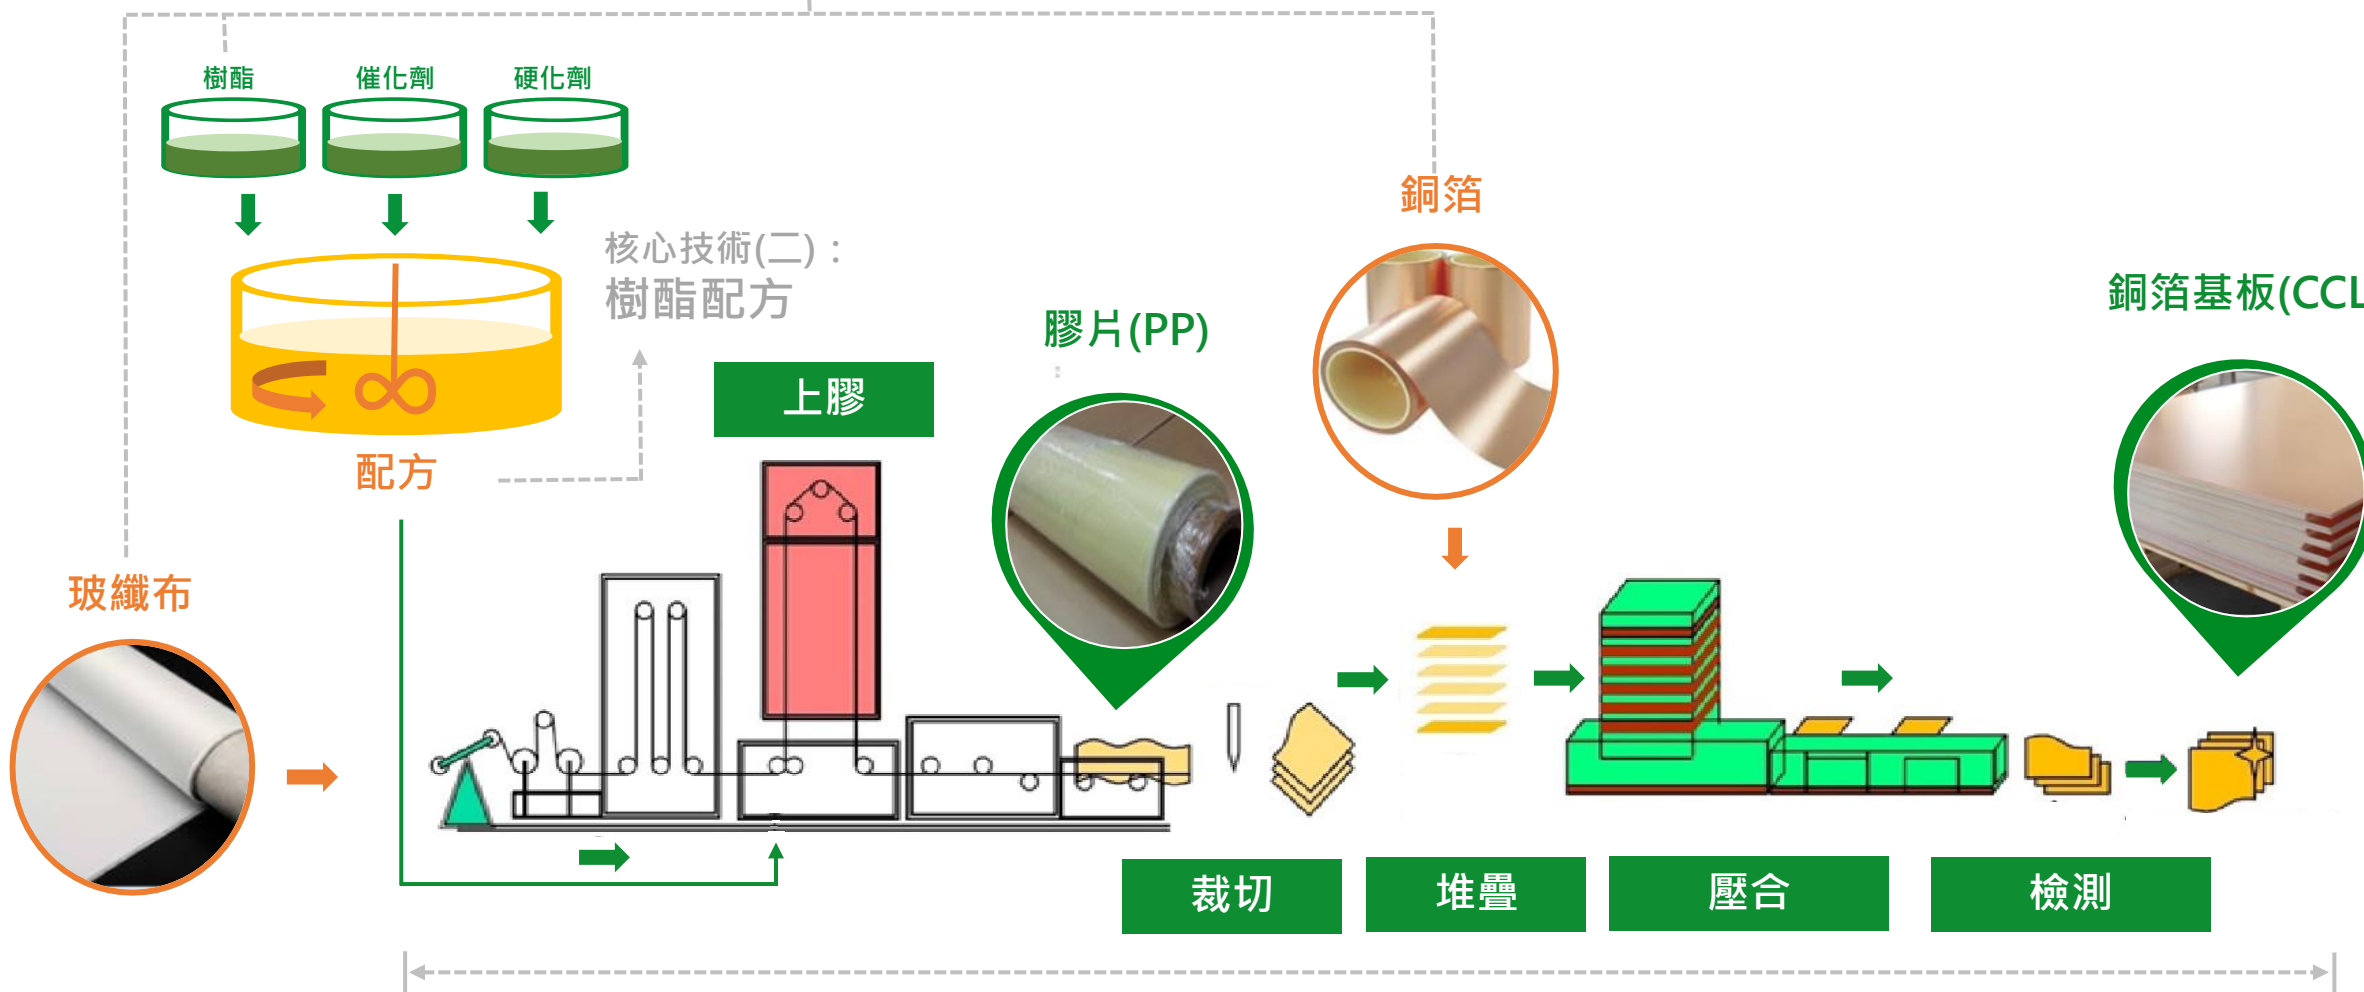 樹酯
催化劑
硬化劑
核心技術(二)：
樹酯配方
銅箔
銅箔基板(CCL
膠片(PP)
上膠
配方
玻纖布
裁切
堆疊
壓合
檢測